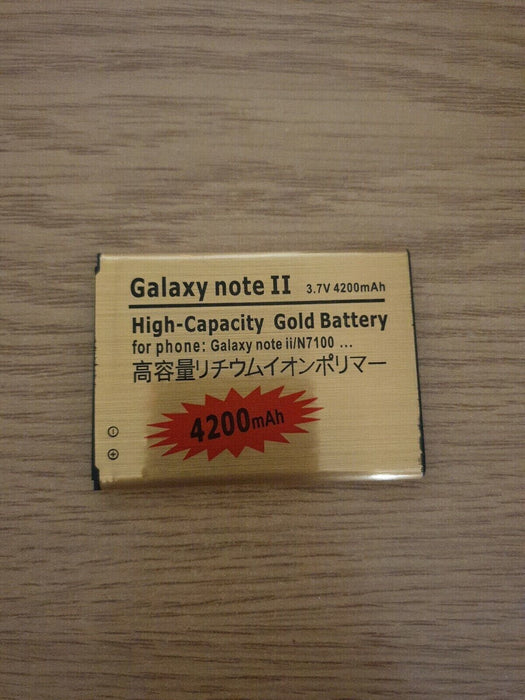 Galaxy note II 3.7V 4200mAh
High-Capacity Gold Battery
for phone: Galaxy note ii/N7100 ...
高容量リチウムイオンポリマー
4200mAh